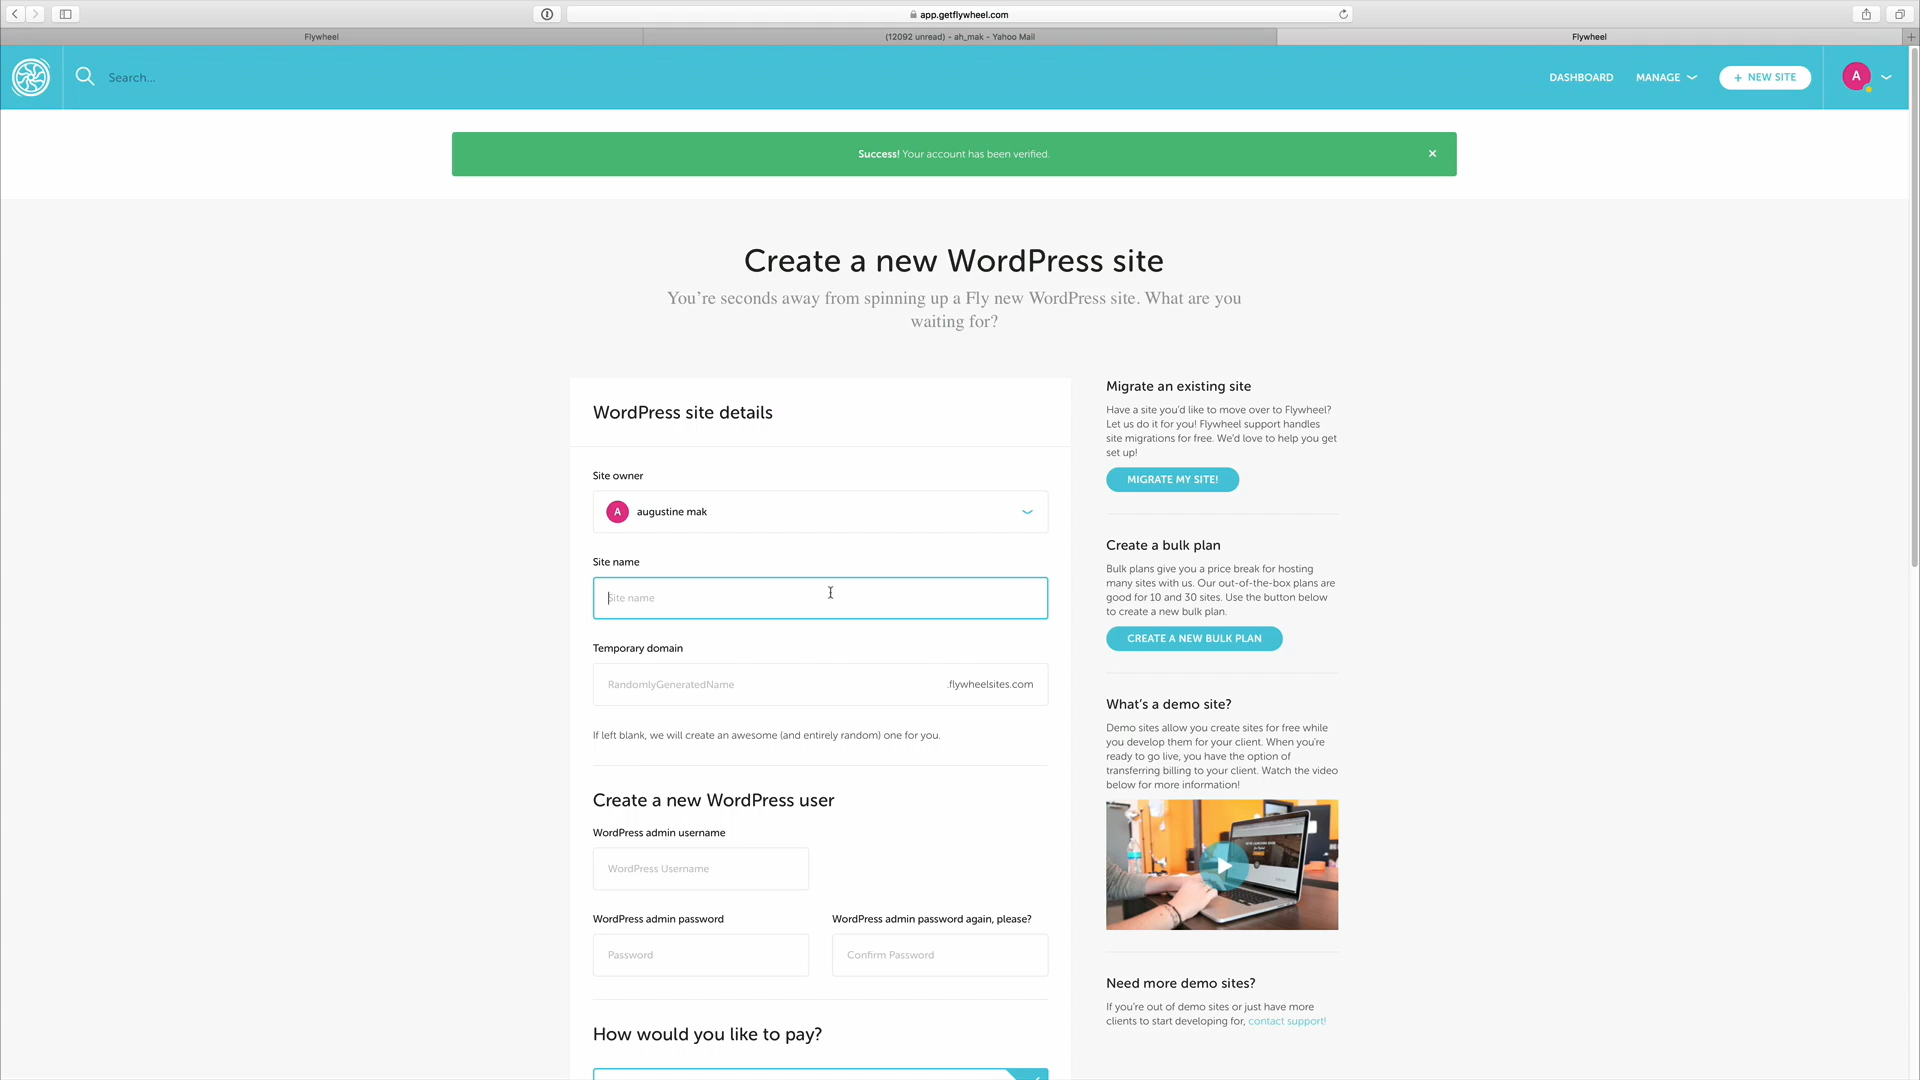 app.getflywheel.com
Flywheel
(12092 unread) - ah_mak - Yahoo Mail
Flywheel
Search...
DASHBOARD
MANAGE
+ NEW SITE
A
Success! Your account has been verified.
Create a new WordPress site
You're seconds away from spinning up a Fly new WordPress site. What are you
waiting for?
WordPress site details
Site owner
A augustine mak
Site name
Site name
Temporary domain
RandomlyGeneratedName
.flywheelsites.com
If left blank, we will create an awesome (and entirely random) one for you.
Create a new WordPress user
WordPress admin username
WordPress Username
WordPress admin password
Password
WordPress admin password again, please?
Confirm Password
How would you like to pay?
Migrate an existing site
Have a site you'd like to move over to Flywheel?
Let us do it for you! Flywheel support handles
site migrations for free. We'd love to help you get
set up!
MIGRATE MY SITE!
Create a bulk plan
Bulk plans give you a price break for hosting
many sites with us. Our out-of-the-box plans are
good for 10 and 30 sites. Use the button below
to create a new bulk plan.
CREATE A NEW BULK PLAN
What's a demo site?
Demo sites allow you create sites for free while
you develop them for your client. When you're
ready to go live, you have the option of
transferring billing to your client. Watch the video
below for more information!
Need more demo sites?
If you're out of demo sites or just have more
clients to start developing for, contact support!